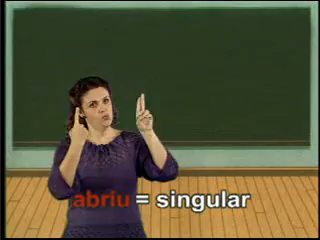 abriu = singular